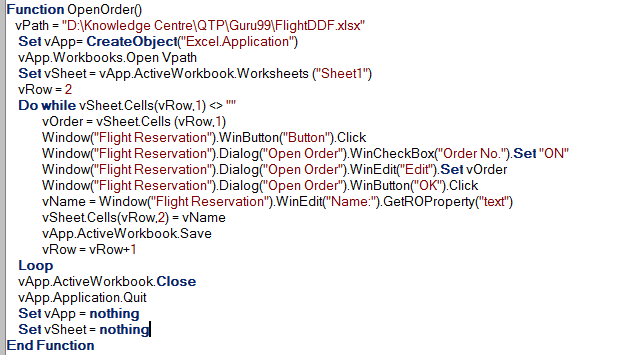 Function OpenOrder()
vPath = "D:\Knowledge Centre\QTP\Guru99\FlightDDF.xlsx"
Set vApp= CreateObject("Excel.Application")
vApp.Workbooks.Open Vpath
Set vSheet = vApp.ActiveWorkbook.Worksheets ("Sheet1")
vRow = 2
Do while vSheet.Cells(vRow,1) <> ""
vOrder = vSheet.Cells (vRow,1)
Window("Flight Reservation").WinButton("Button").Click
Window("Flight Reservation").Dialog("Open Order").WinCheckBox("Order No.").Set "ON"
Window("Flight Reservation").Dialog("Open Order").WinEdit("Edit").Set vOrder
Window("Flight Reservation").Dialog("Open Order").WinButton("OK").Click
vName = Window("Flight Reservation").WinEdit("Name:").GetROProperty("text")
vSheet.Cells(vRow,2) = vName
vApp.ActiveWorkbook.Save
vRow = vRow+1
Loop
vApp.ActiveWorkbook.Close
vApp.Application.Quit
Set vApp = nothing
Set vSheet = nothing
End Function